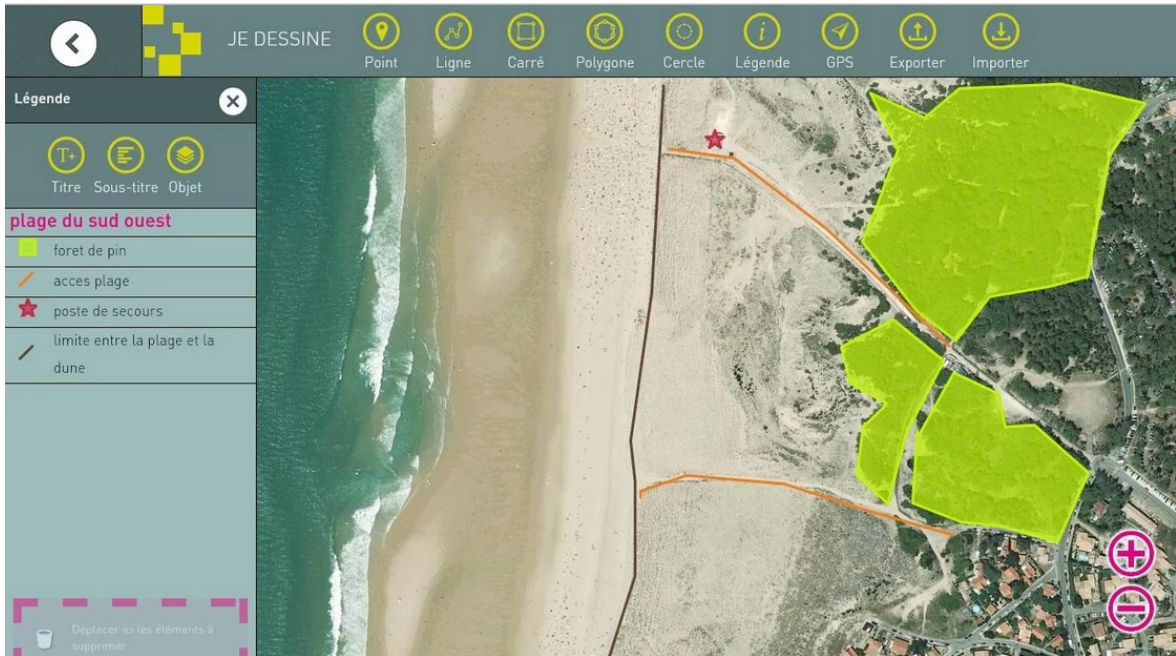 JE DESSINE
Point
Ligne
Carré
Polygone
Cercle
Légende
GPS
Exporter
Importer
Légende
T+
Titre
Sous-titre
Objet
plage du sud ouest
foret de pin
acces plage
poste de secours
limite entre la plage et la
dune
Déplacer ici les éléments à
supprimer